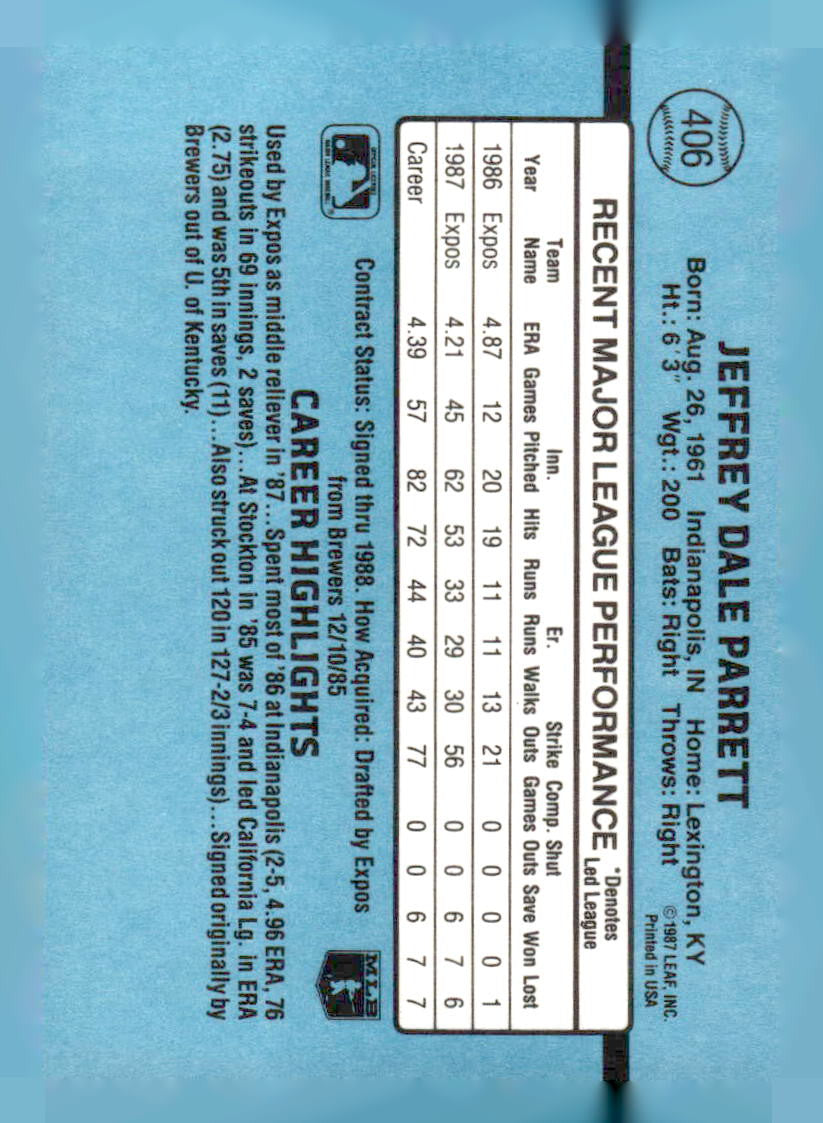 406
JEFFREY DALE PARRETT
Born: Aug. 26, 1961 Indianapolis, IN Home: Lexington, KY
Ht.: 6'3" Wgt.: 200 Bats: Right Throws: Right
©1987 LEAF, INC.
Printed in USA
RECENT MAJOR LEAGUE PERFORMANCE *Denotes
Led League
Team Inn. Er. Strike Comp. Shut
Year Name ERA Games Pitched Hits Runs Runs Walks Outs Games Outs Save Won Lost
1986 Expos 4.87 12 20 19 11 11 13 21 0 0 0 0 1
1987 Expos 4.21 45 62 53 33 29 30 56 0 0 6 7 6
Career 4.39 57 82 72 44 40 43 77 0 0 6 7 7
Contract Status: Signed thru 1988. How Acquired: Drafted by Expos
from Brewers 12/10/85
MLB
CAREER HIGHLIGHTS
Used by Expos as middle reliever in '87...Spent most of '86 at Indianapolis (2-5, 4.96 ERA, 76
strikeouts in 69 innings, 2 saves)...At Stockton in '85 was 7-4 and led California Lg. in ERA
(2.75) and was 5th in saves (11)...Also struck out 120 in 127-2/3 innings)...Signed originally by
Brewers out of U. of Kentucky.